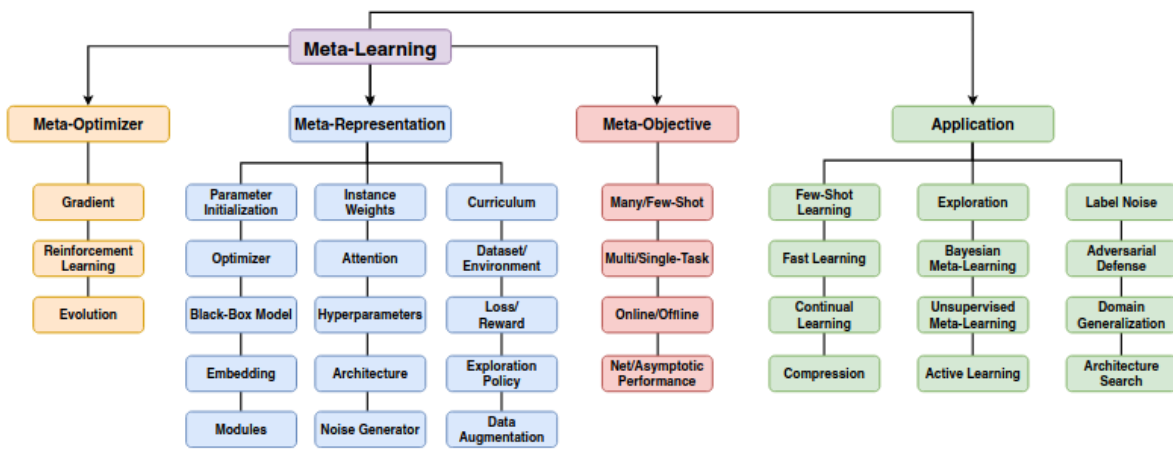 Meta-Learning
Meta-Optimizer
Meta-Representation
Meta-Objective
Application
Gradient
Reinforcement
Learning
Evolution
Parameter
Initialization
Optimizer
Black-Box Model
Embedding
Modules
Instance
Weights
Attention
Hyperparameters
Architecture
Noise Generator
Curriculum
Dataset/
Environment
Loss/
Reward
Exploration
Policy
Data
Augmentation
Many/Few-Shot
Multi/Single-Task
Online/Offline
Net/Asymptotic
Performance
Few-Shot
Learning
Fast Learning
Continual
Learning
Compression
Exploration
Bayesian
Meta-Learning
Unsupervised
Meta-Learning
Active Learning
Label Noise
Adversarial
Defense
Domain
Generalization
Architecture
Search